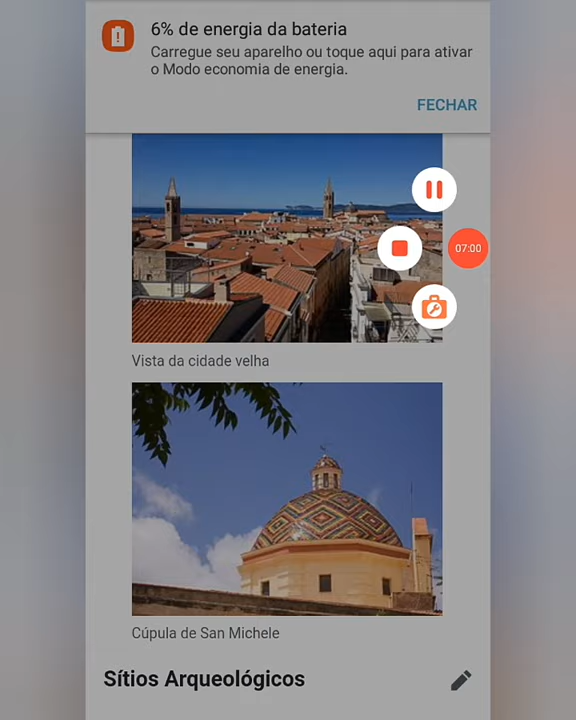 6% de energia da bateria
Carregue seu aparelho ou toque aqui para ativar
o Modo economia de energia.
FECHAR
07:00
Vista da cidade velha
Cúpula de San Michele
Sítios Arqueológicos